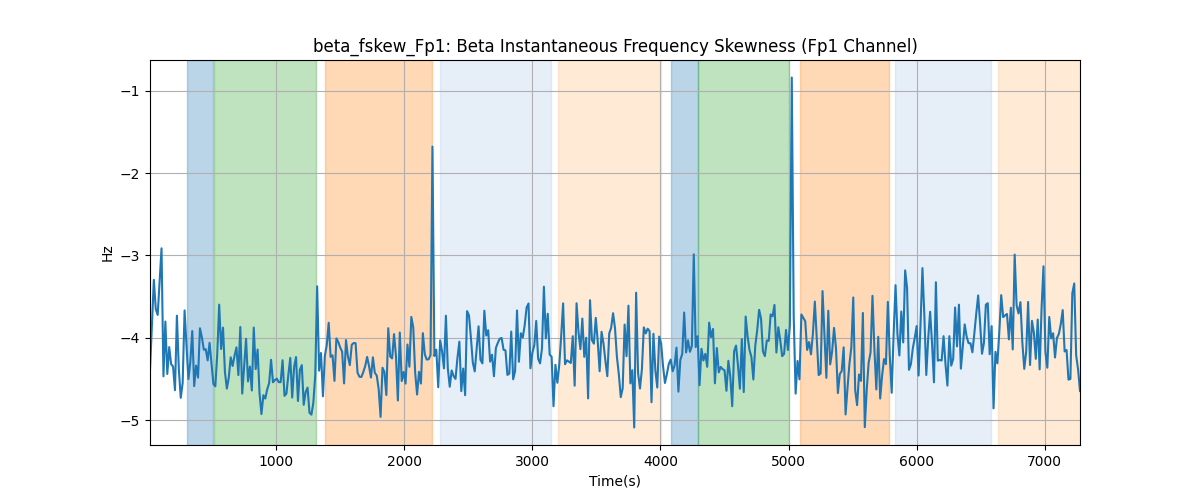 beta_fskew_Fp1: Beta Instantaneous Frequency Skewness (Fp1 Channel)
−1
−2
−3
−4
−5
Hz
1000 2000 3000 4000 5000 6000 7000
Time(s)